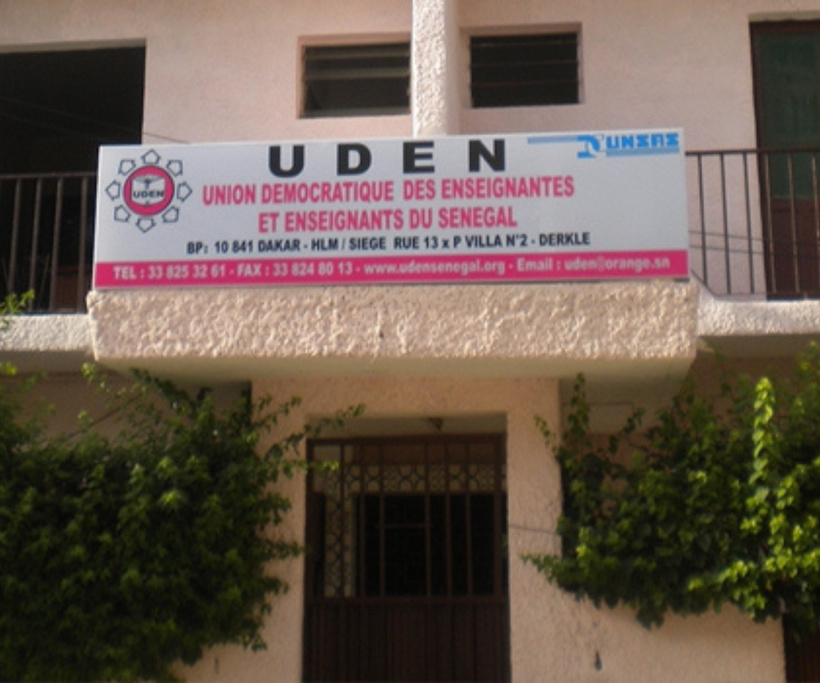 UDEN
UNSAS
UDEN
UNION DEMOCRATIQUE DES ENSEIGNANTES
ET ENSEIGNANTS DU SENEGAL
BP: 10 841 DAKAR - HLM / SIEGE RUE 13 x P VILLA N°2 - DERKLE
TEL : 33 825 32 61 - FAX : 33 824 80 13 - www.udensenegal.org - Email : uden@orange.sn